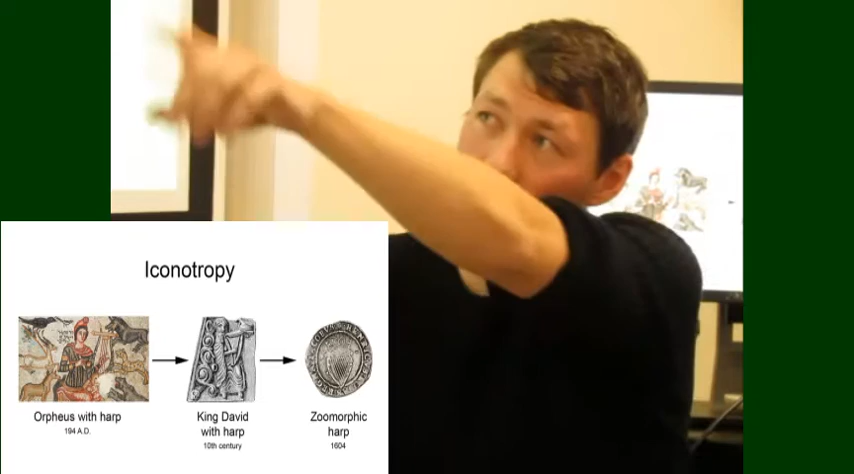 Iconotropy
Orpheus with harp
194 A.D.
King David
with harp
10th century
Zoomorphic
harp
1604